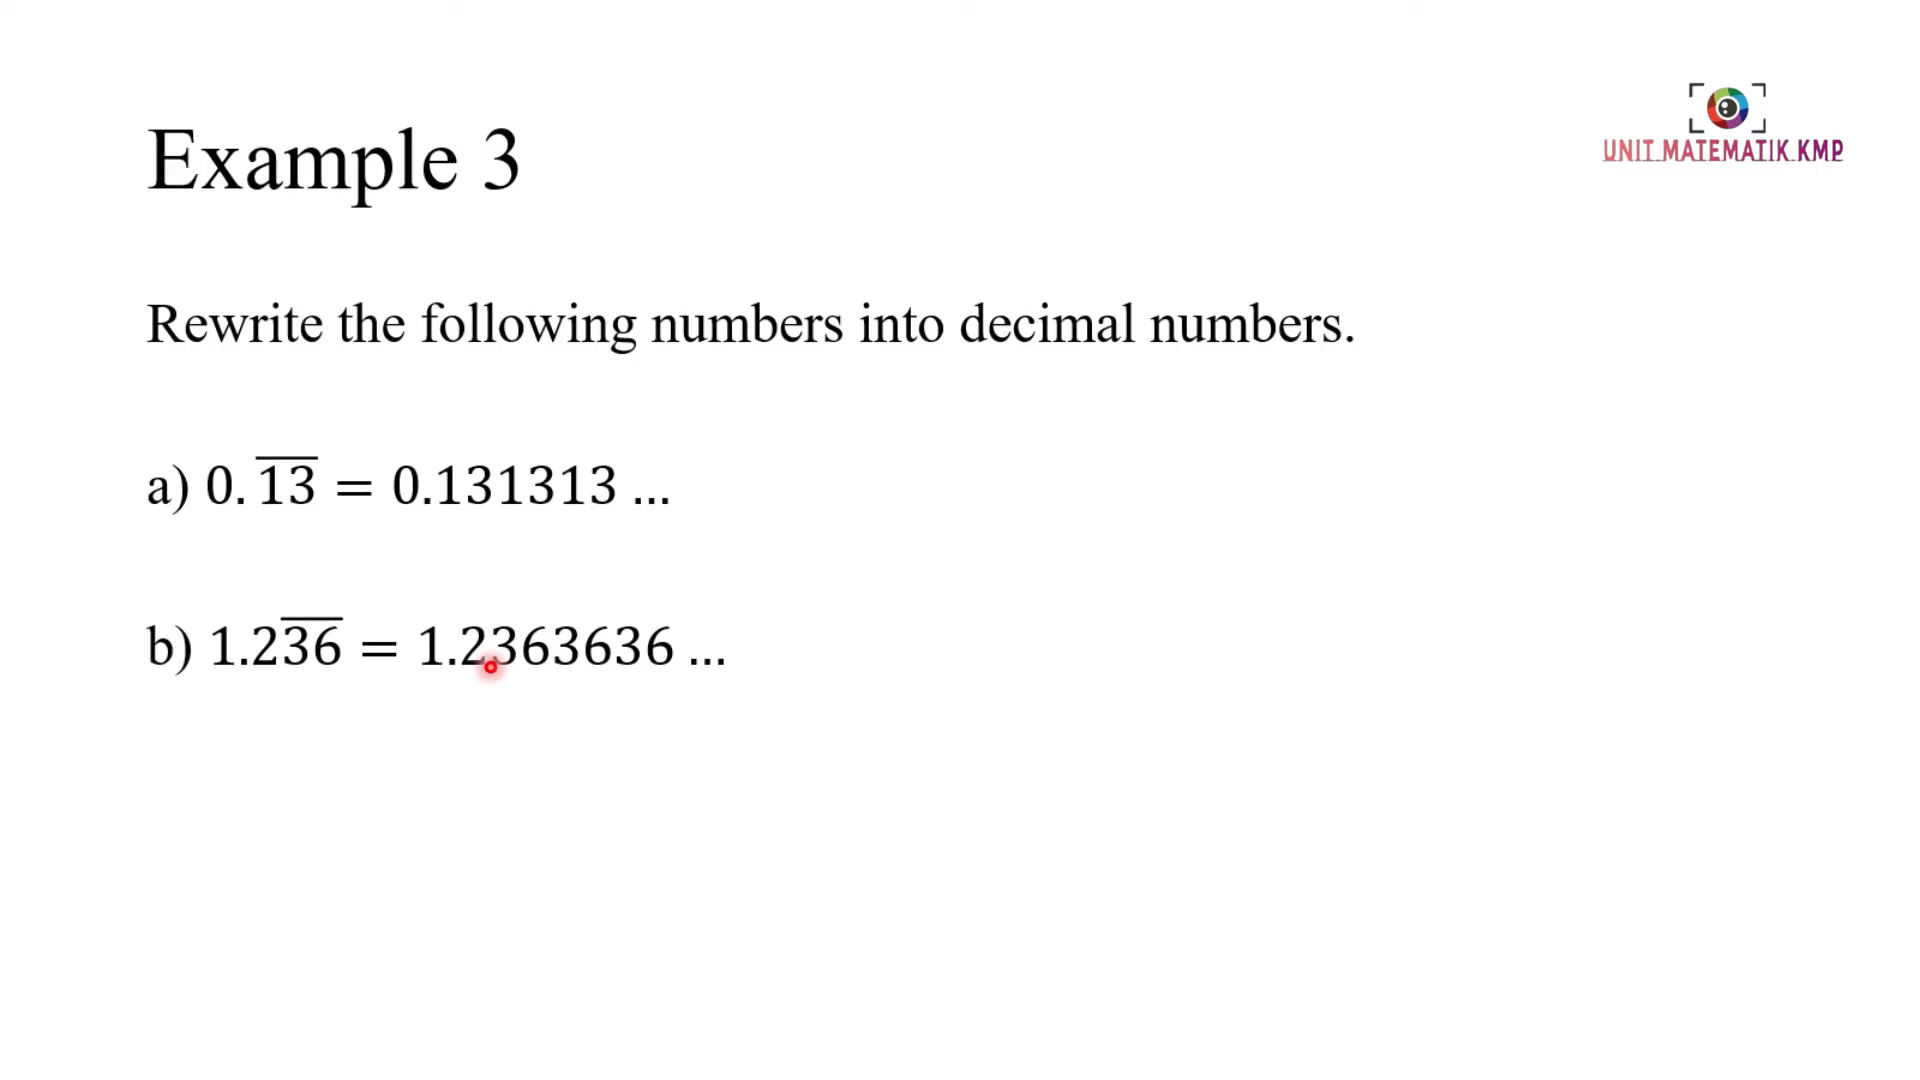 UNIT.MATEMATIK.KMP
Example 3
Rewrite the following numbers into decimal numbers.
a) 0.1̅3̅ = 0.131313 …
b) 1.23̅6̅ = 1.2363636 …